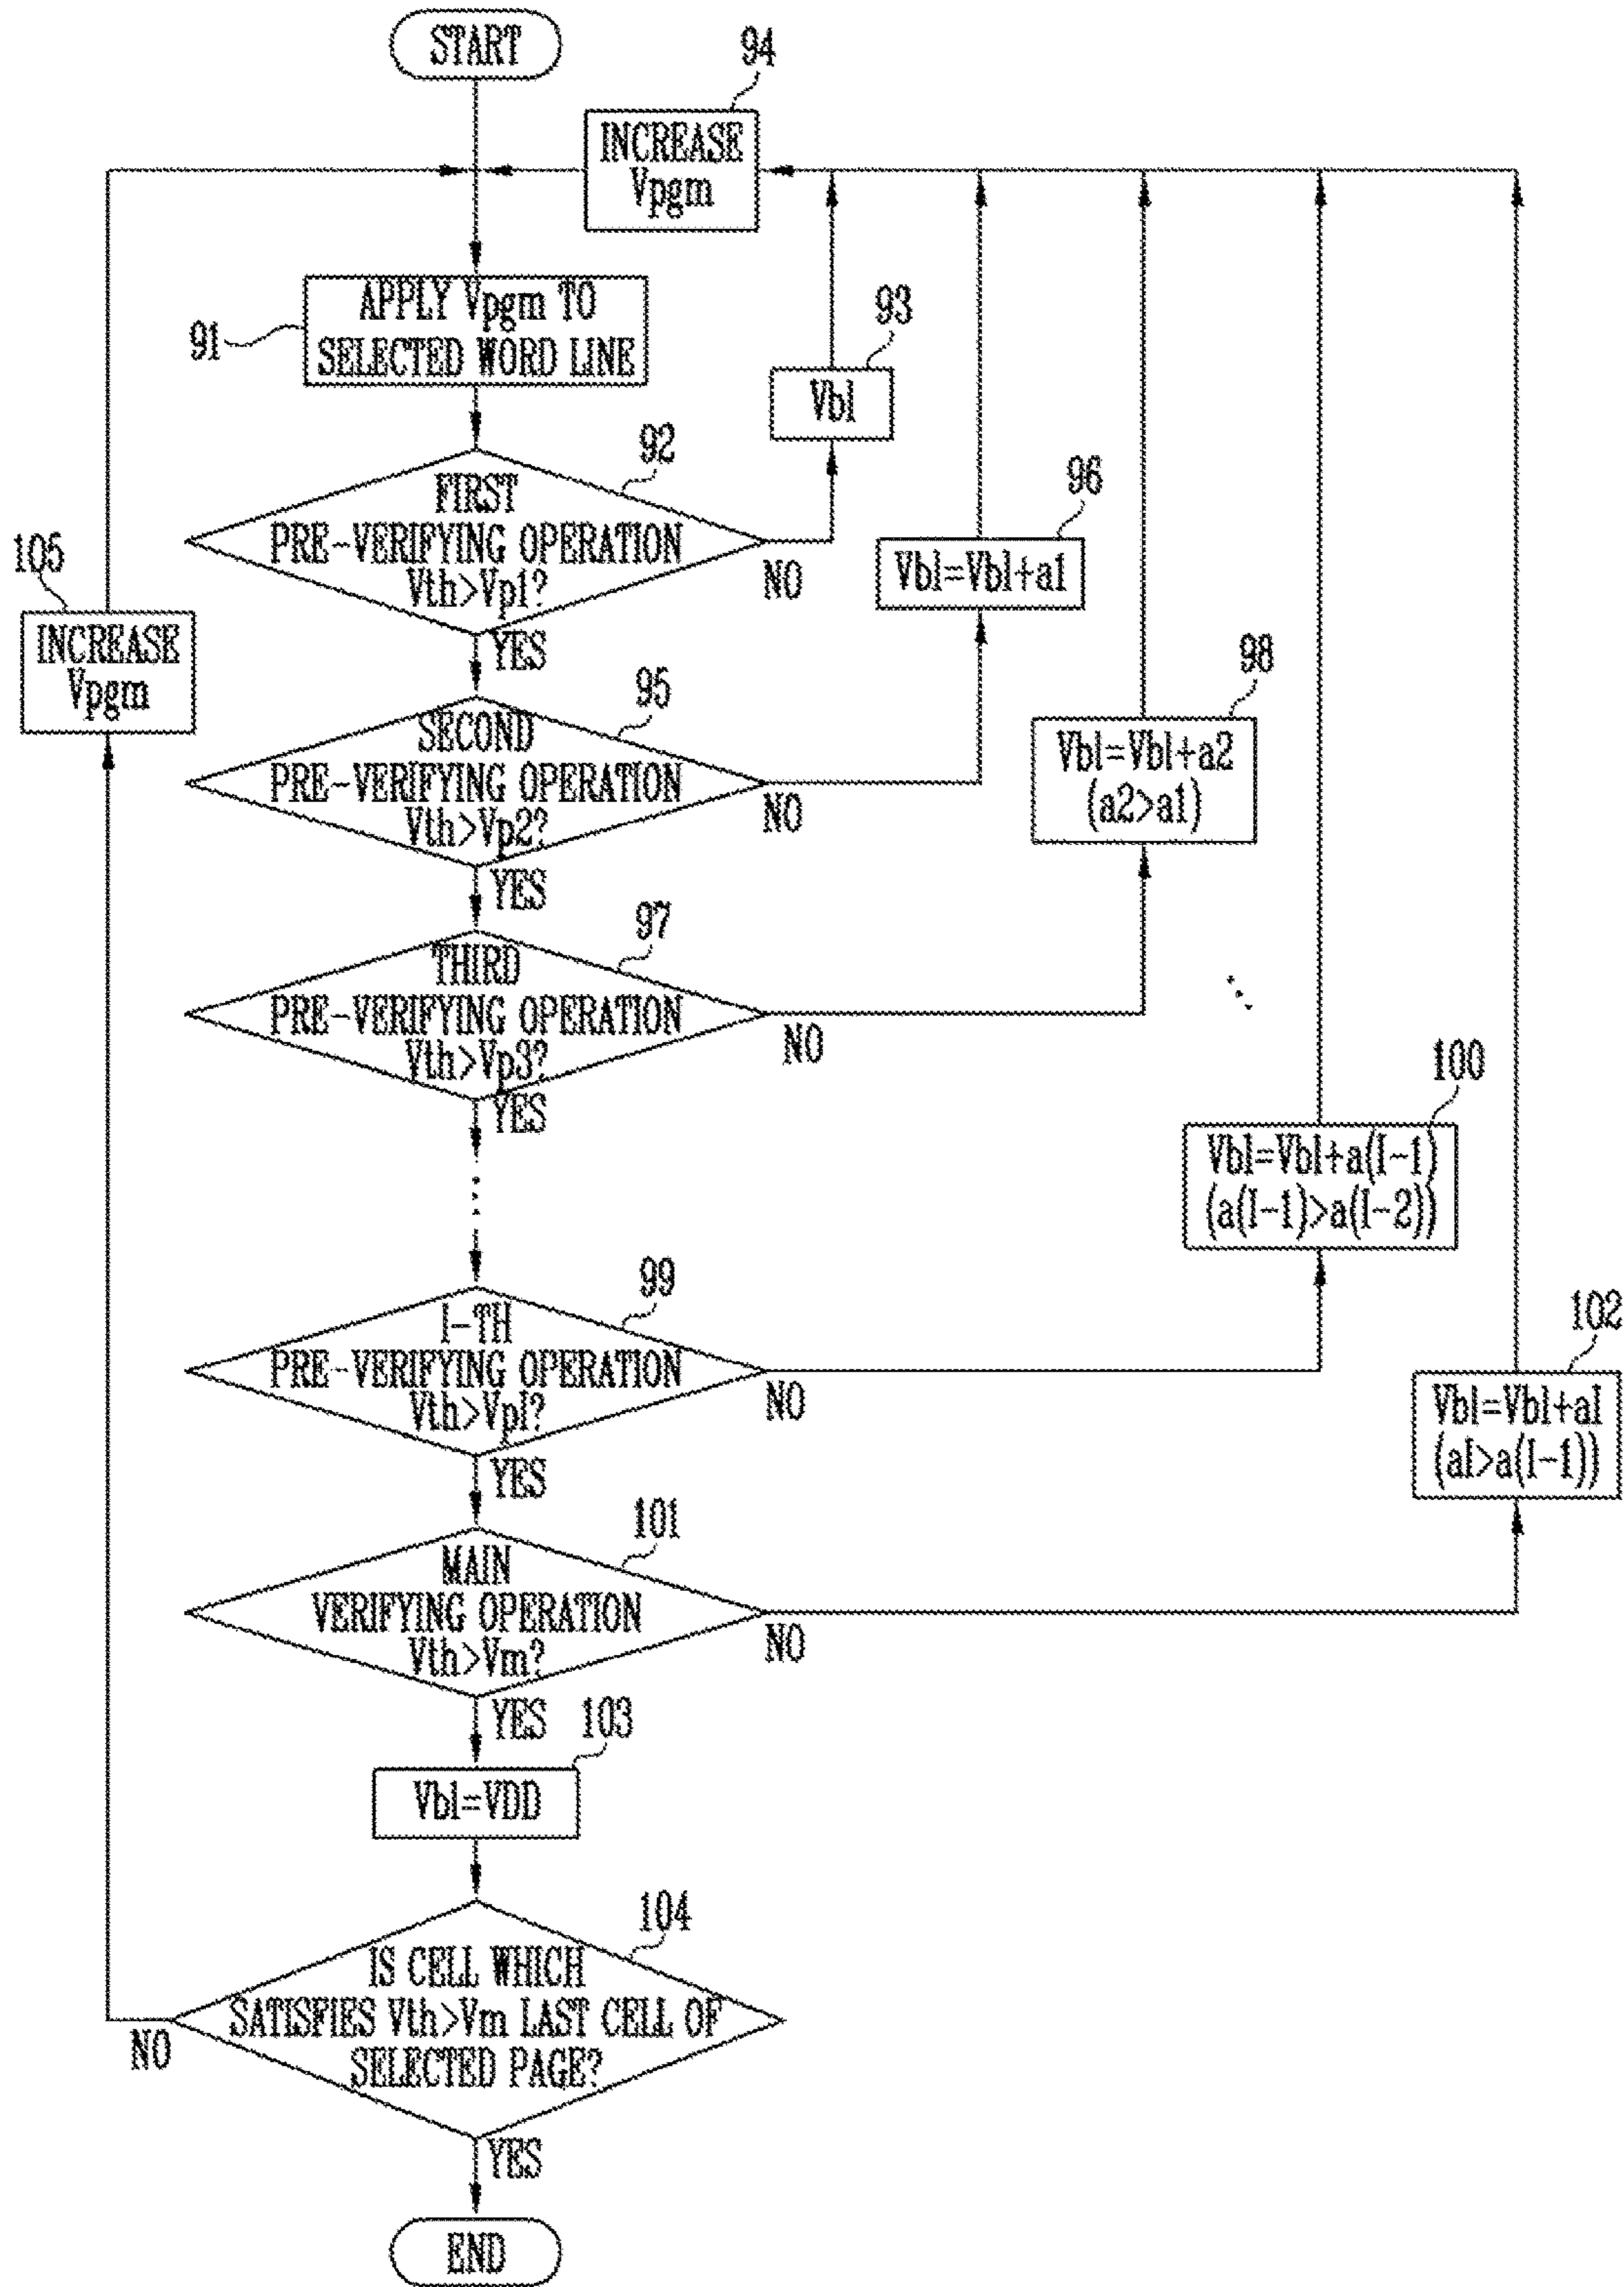 START
94
INCREASE
Vpgm
91
APPLY Vpgm TO
SELECTED WORD LINE
93
Vbl
92
FIRST
PRE-VERIFYING OPERATION
Vth>Vp1?
NO
YES
96
Vbl=Vbl+a1
105
INCREASE
Vpgm
95
SECOND
PRE-VERIFYING OPERATION
Vth>Vp2?
NO
YES
98
Vbl=Vbl+a2
(a2>a1)
97
THIRD
PRE-VERIFYING OPERATION
Vth>Vp3?
NO
YES
100
Vbl=Vbl+a(I-1)
(a(I-1)>a(I-2))
99
I-TH
PRE-VERIFYING OPERATION
Vth>VpI?
NO
YES
102
Vbl=Vbl+aI
(aI>a(I-1))
101
MAIN
VERIFYING OPERATION
Vth>Vm?
NO
YES
103
Vbl=VDD
104
IS CELL WHICH
SATISFIES Vth>Vm LAST CELL OF
SELECTED PAGE?
NO
YES
END